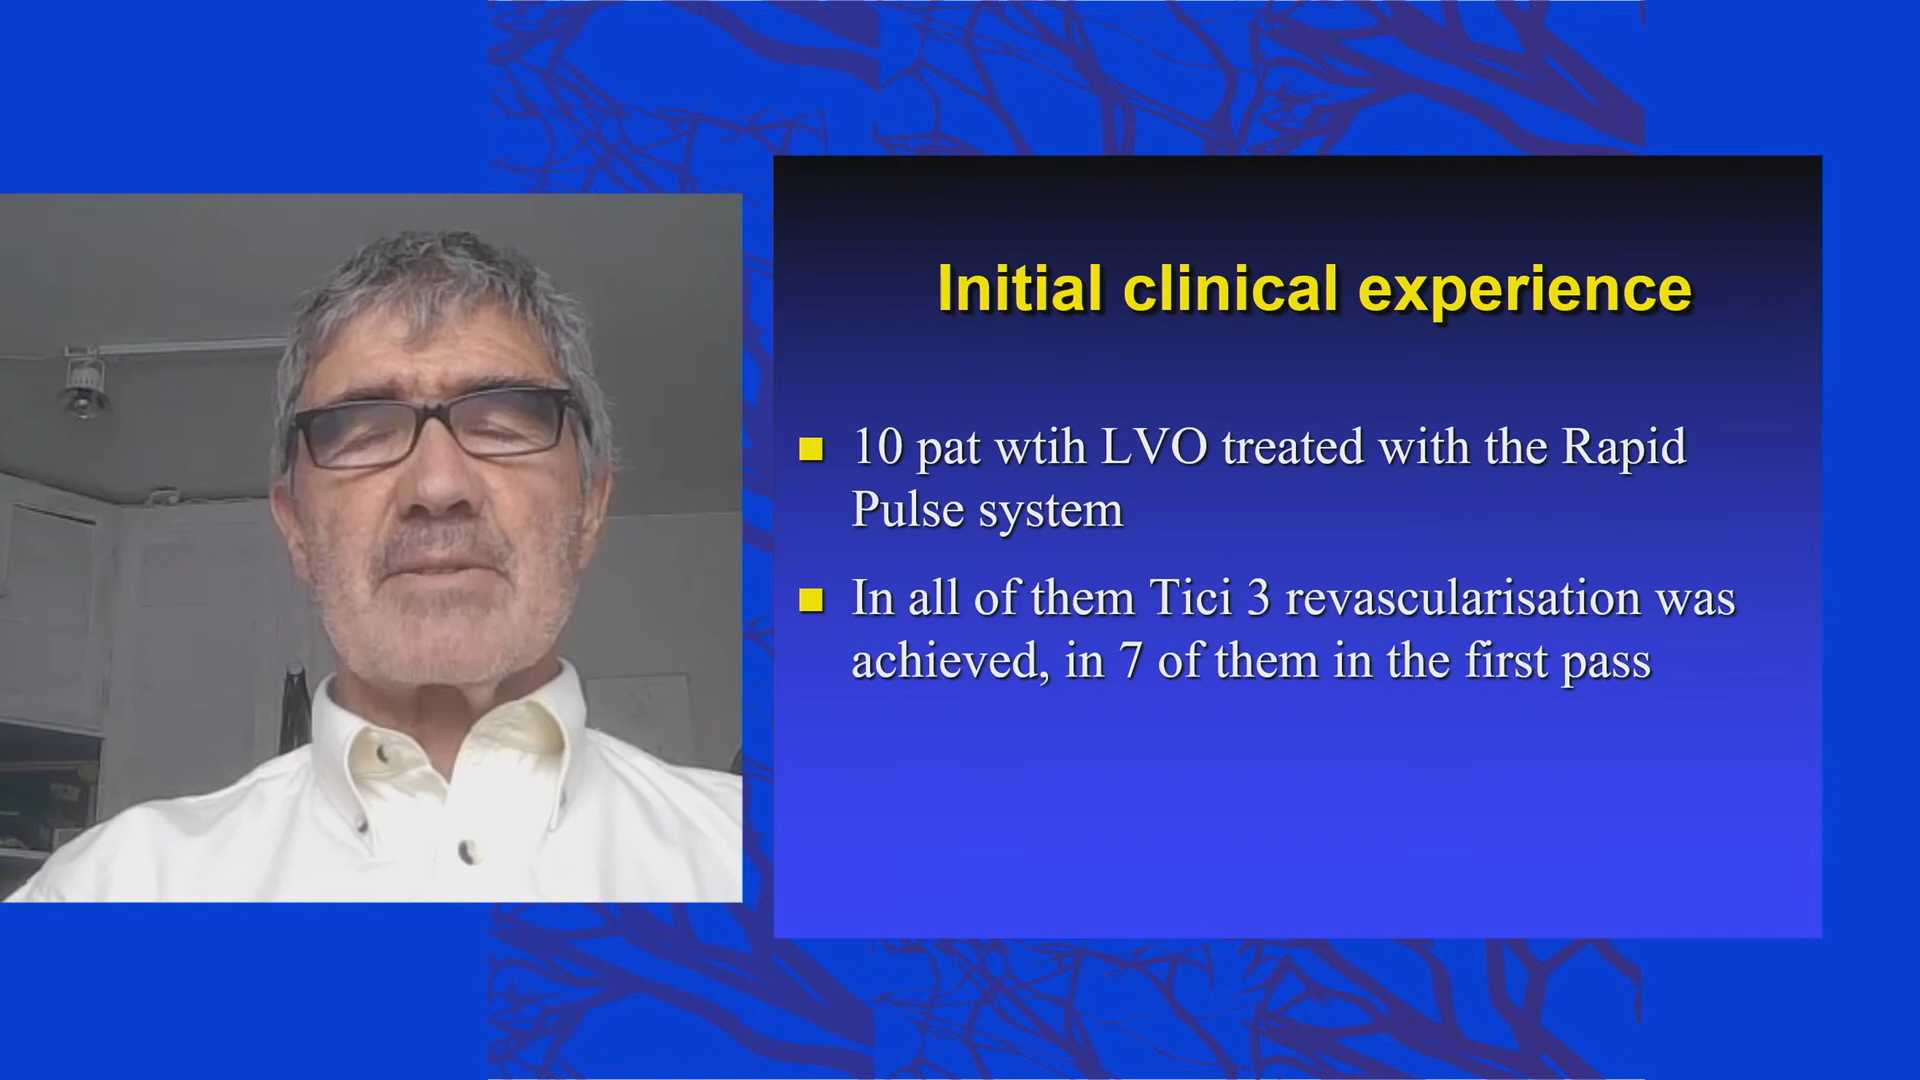 Initial clinical experience
10 pat wtih LVO treated with the Rapid
Pulse system
In all of them Tici 3 revascularisation was
achieved, in 7 of them in the first pass